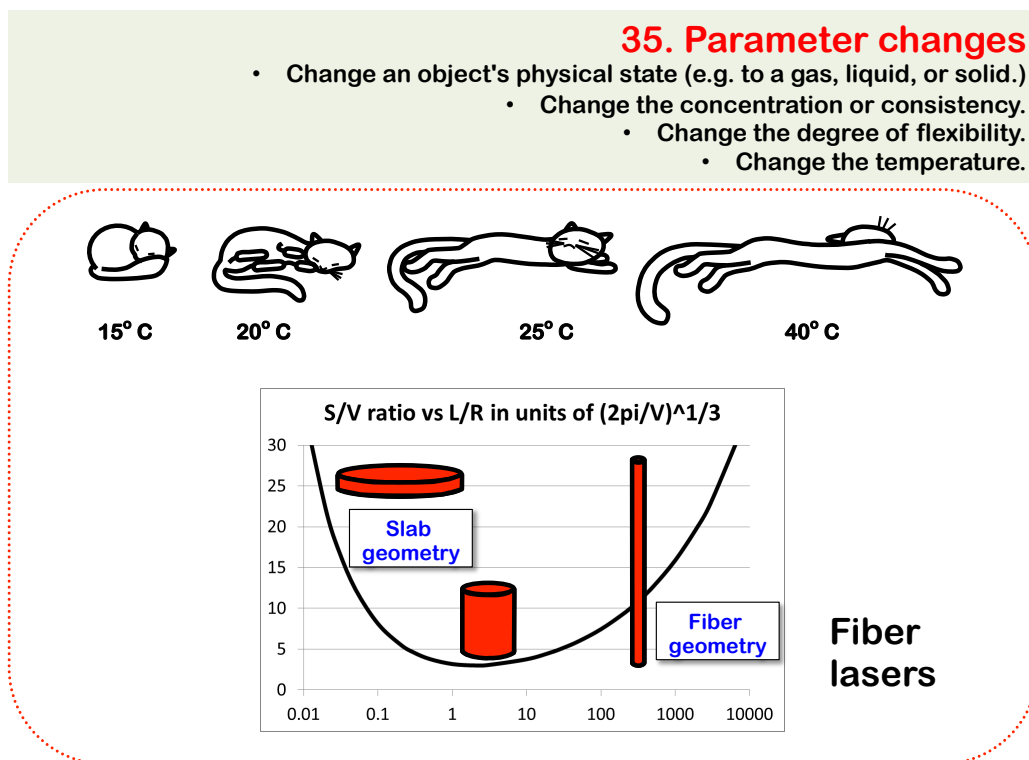 35. Parameter changes
• Change an object's physical state (e.g. to a gas, liquid, or solid.)
• Change the concentration or consistency.
• Change the degree of flexibility.
• Change the temperature.
15° C 20° C 25° C 40° C
S/V ratio vs L/R in units of (2pi/V)^1/3
30
25
20
15
10
5
0
0.01 0.1 1 10 100 1000 10000
Slab
geometry
Fiber
geometry
Fiber
lasers